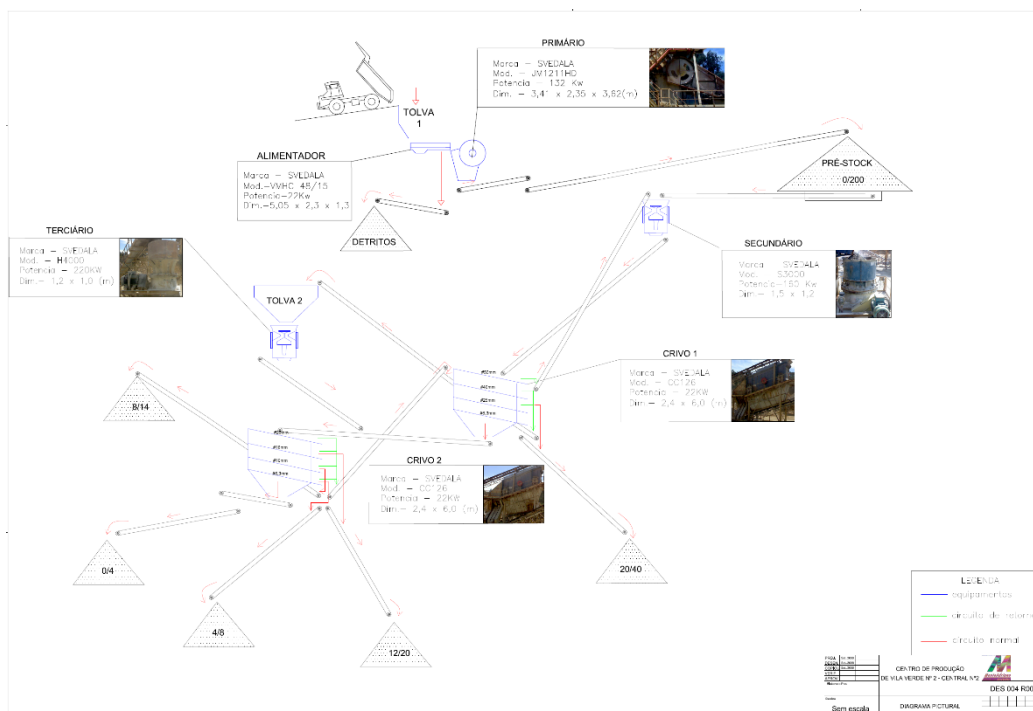 PRIMÁRIO
Marca - SVEDALA
Mod. - JM1211HD
Potencia - 132 Kw
Dim. - 3,41 x 2,35 x 3,62(m)
TOLVA
1
ALIMENTADOR
Marca - SVEDALA
Mod.-VVHC 48/15
Potencia-22Kw
Dim-5,05 x 2,3 x 1,3
PRÉ-STOCK
0/200
DETRITOS
TERCIÁRIO
Marca - SVEDALA
Mod. - H4000
Potencia - 220KW
Dim.- 1,2 x 1,0 (m)
SECUNDÁRIO
Marca SVEDALA
Mod. S3000
Potencia-150 Kw
Dim - 1,5 x 1,2
TOLVA 2
CRIVO 1
Marca - SVEDALA
Mod. - CC126
Potencia - 22KW
Dim - 2,4 x 6,0 (m)
8/14
CRIVO 2
Marca - SVEDALA
Mod. - CC126
Potencia - 22Kw
Dim.- 2,4 x 6,0 (m)
0/4
20/40
4/8
12/20
LEGENDA
equipamentos
circuito de retorno
circuito normal
CENTRO DE PRODUÇÃO
DE VILA VERDE Nº 2 - CENTRAL Nº2
DES 004 R00
Sem escala
DIAGRAMA PICTURAL